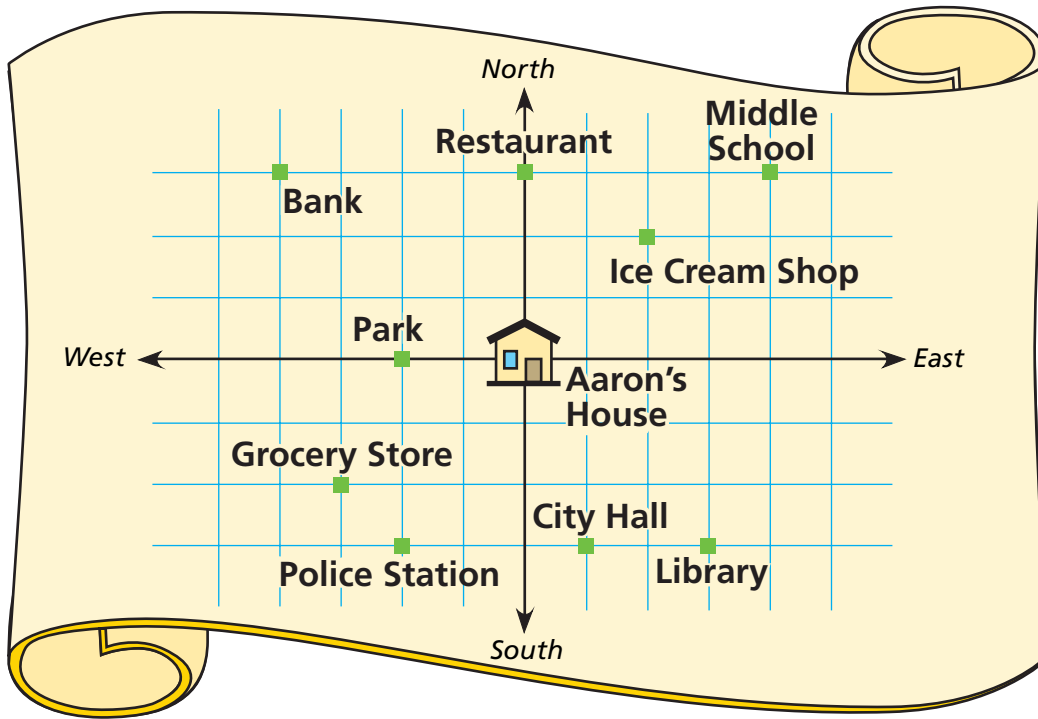 North
Middle
School
Restaurant
Bank
Ice Cream Shop
Park
West
East
Aaron’s
House
Grocery Store
City Hall
Police Station
Library
South